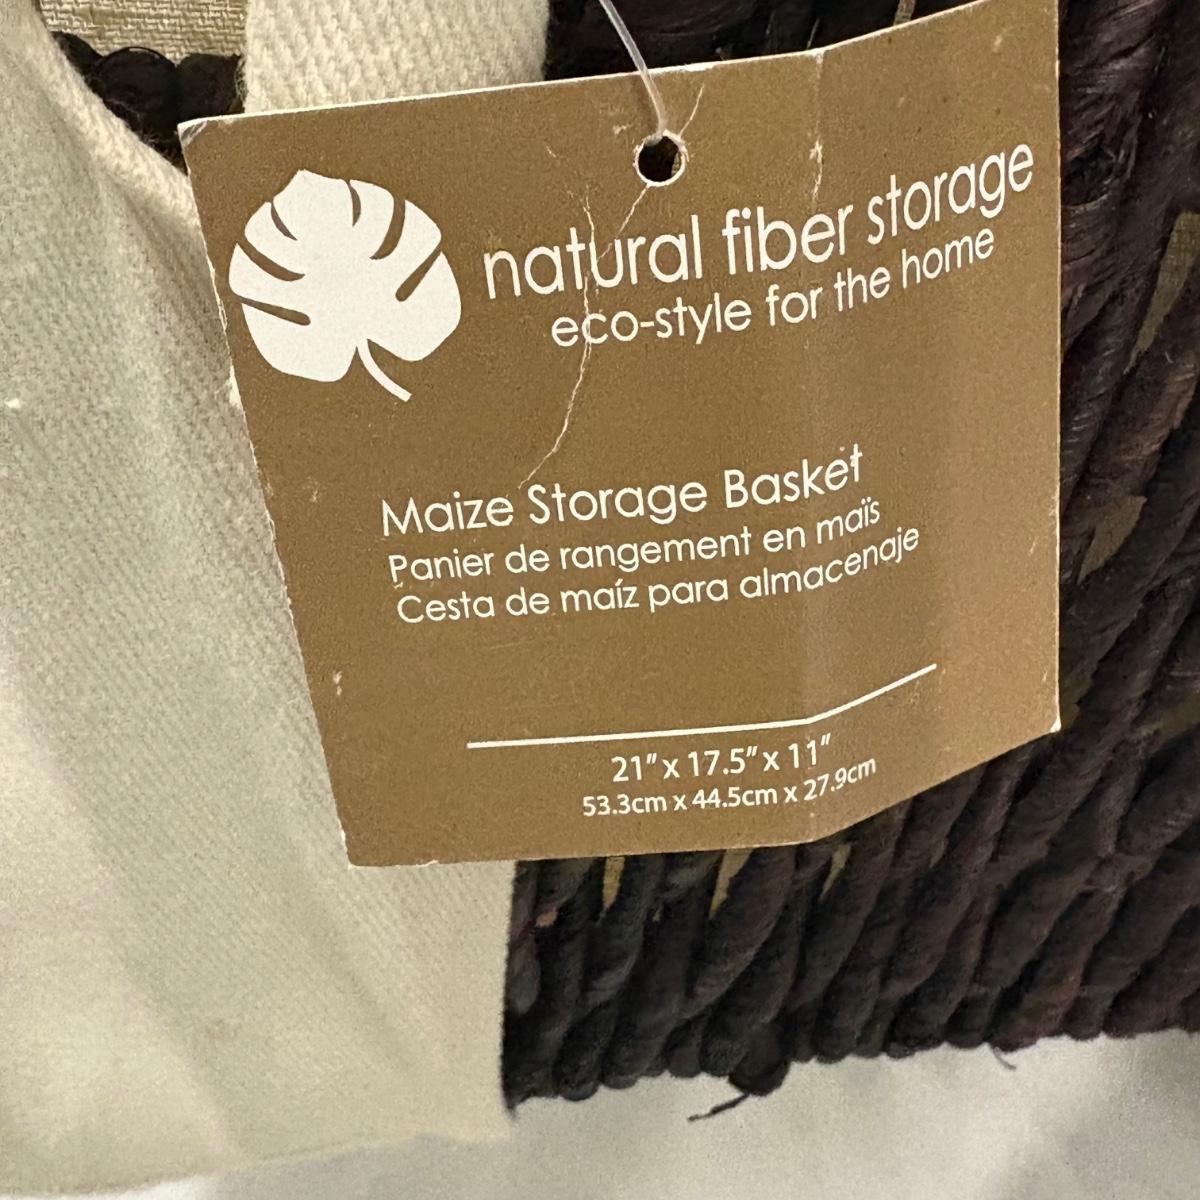 natural fiber storage
eco-style for the home
Maize Storage Basket
Panier de rangement en maïs
Cesta de maíz para almacenaje
21" x 17.5" x 11"
53.3cm x 44.5cm x 27.9cm